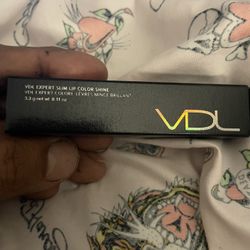 VDL EXPERT SLIM LIP COLOR SHINE
VDL EXPERT COLORE LÈVRES MINCE BRILLANT
3.2 g net wt. 0.11 oz
VDL